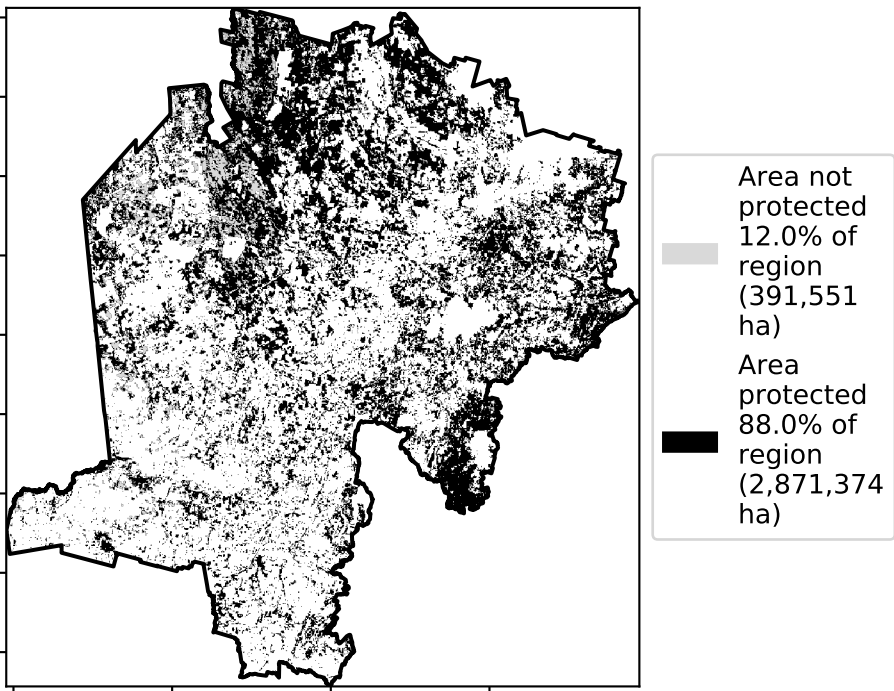 Area not
protected
12.0% of
region
(391,551
ha)
Area
protected
88.0% of
region
(2,871,374
ha)